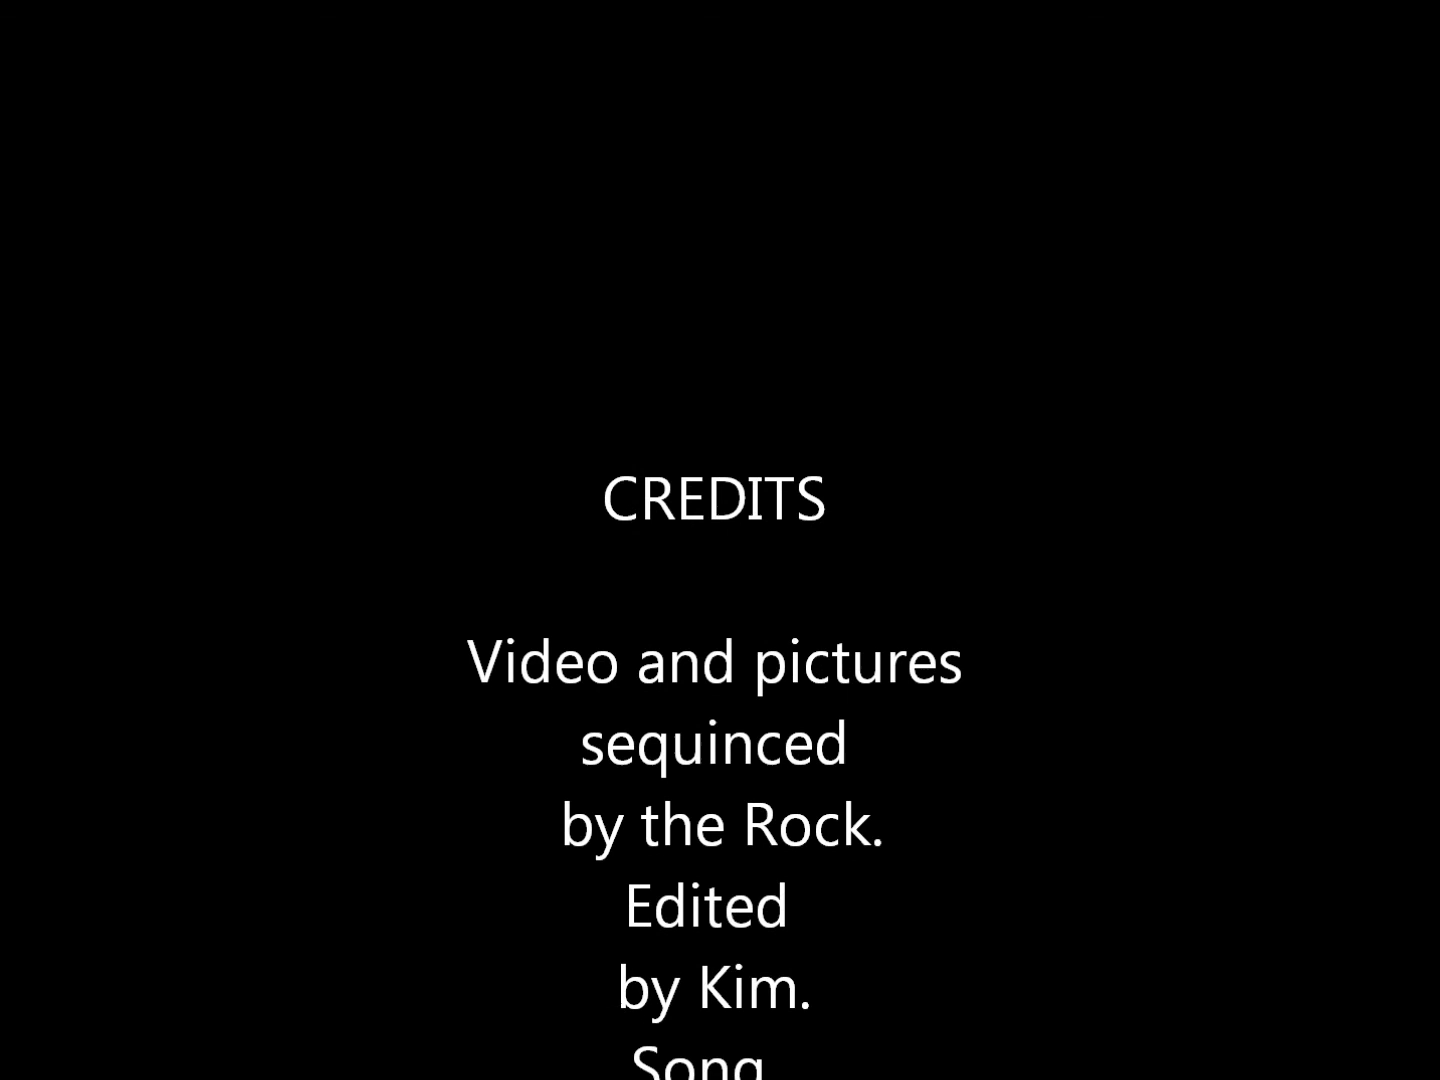 CREDITS
Video and pictures
sequinced
by the Rock.
Edited
by Kim.
Song